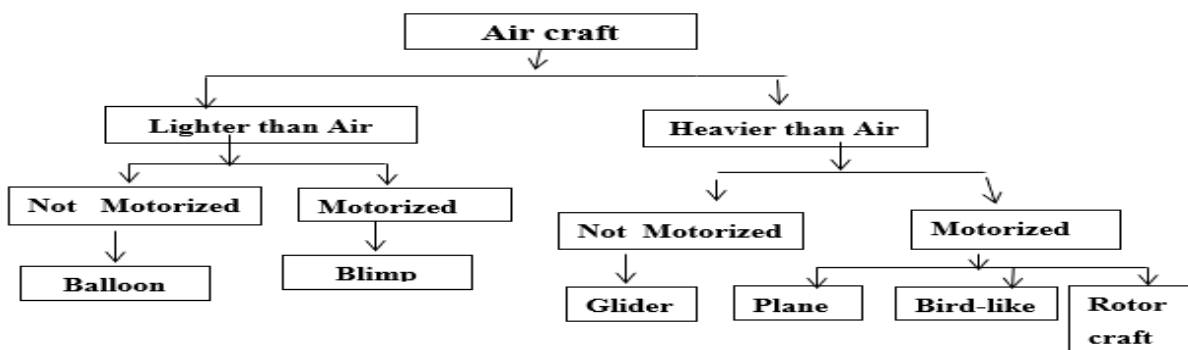 Air craft
Lighter than Air
Heavier than Air
Not Motorized
Motorized
Not Motorized
Motorized
Balloon
Blimp
Glider
Plane
Bird-like
Rotor
craft